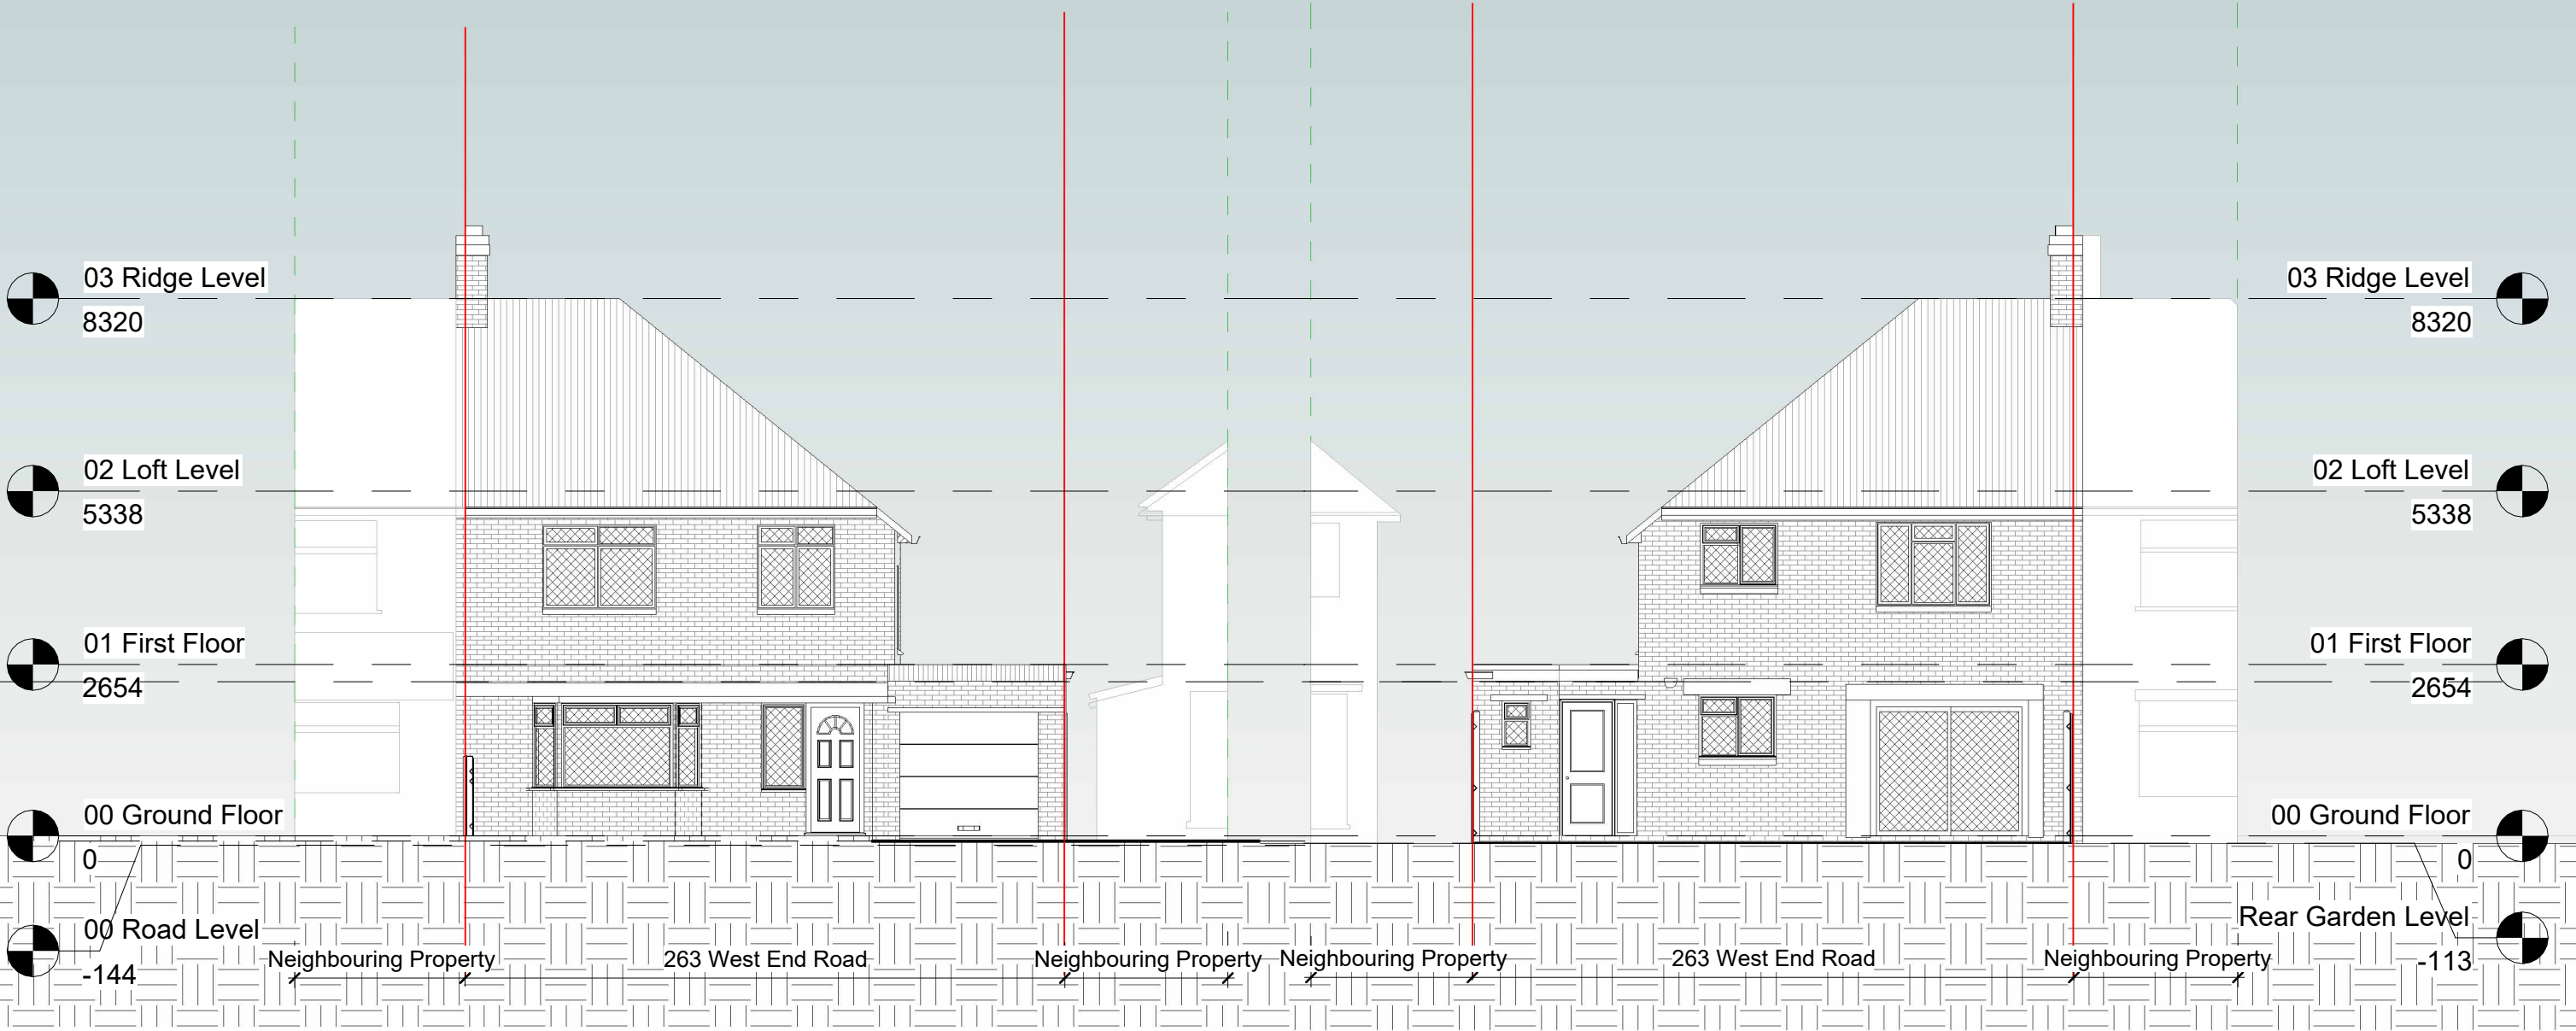 03 Ridge Level
8320
02 Loft Level
5338
01 First Floor
2654
00 Ground Floor
0
00 Road Level
-144
Neighbouring Property
263 West End Road
Neighbouring Property
Neighbouring Property
263 West End Road
Neighbouring Property
03 Ridge Level
8320
02 Loft Level
5338
01 First Floor
2654
00 Ground Floor
0
Rear Garden Level
-113